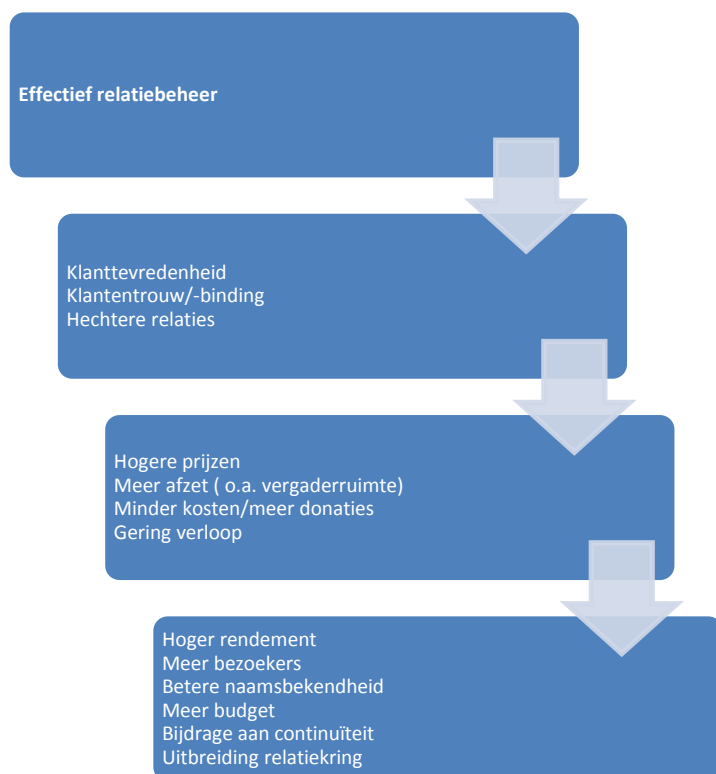 Effectief relatiebeheer
Klanttevredenheid
Klantentrouw/-binding
Hechtere relaties
Hogere prijzen
Meer afzet ( o.a. vergaderruimte)
Minder kosten/meer donaties
Gering verloop
Hoger rendement
Meer bezoekers
Betere naamsbekendheid
Meer budget
Bijdrage aan continuïteit
Uitbreiding relatiekring